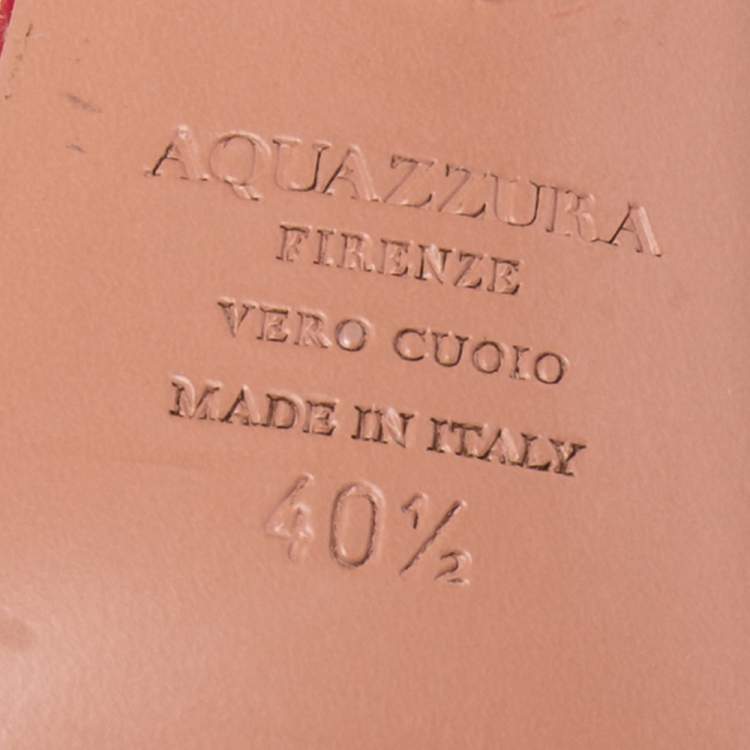 AQUAZZURA
FIRENZE
VERO CUOIO
MADE IN ITALY
40½